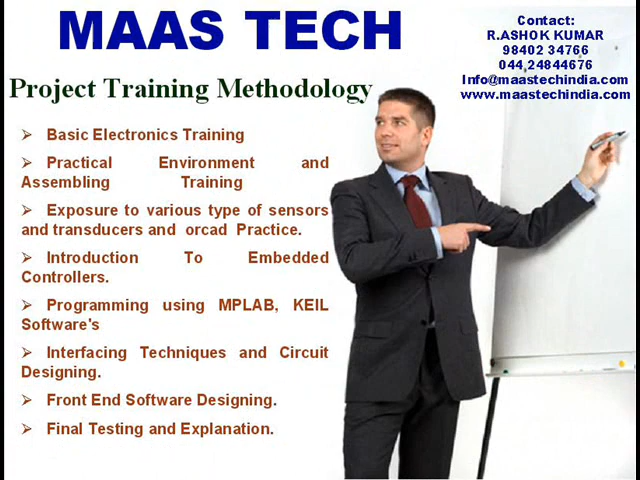 MAAS TECH
Contact:
R.ASHOK KUMAR
98402 34766
044 24844676
Info@maastechindia.com
www.maastechindia.com
Project Training Methodology
➢ Basic Electronics Training
➢ Practical Environment and
Assembling Training
➢ Exposure to various type of sensors
and transducers and orcad Practice.
➢ Introduction To Embedded
Controllers.
➢ Programming using MPLAB, KEIL
Software's
➢ Interfacing Techniques and Circuit
Designing.
➢ Front End Software Designing.
➢ Final Testing and Explanation.